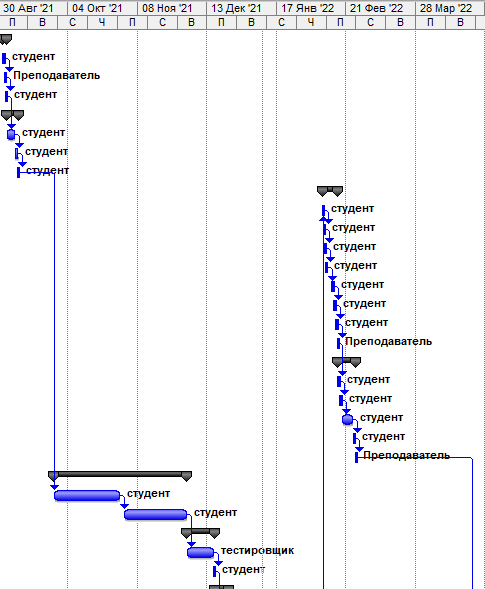 30 Авг '21 04 Окт '21 08 Ноя '21 13 Дек '21 17 Янв '22 21 Фев '22 28 Мар '22
П В С Ч П С В П С Ч П С В П В
студент
Преподаватель
студент
студент
студент
студент
студент
студент
студент
студент
студент
студент
студент
Преподаватель
студент
студент
студент
студент
Преподаватель
студент
студент
тестировщик
студент